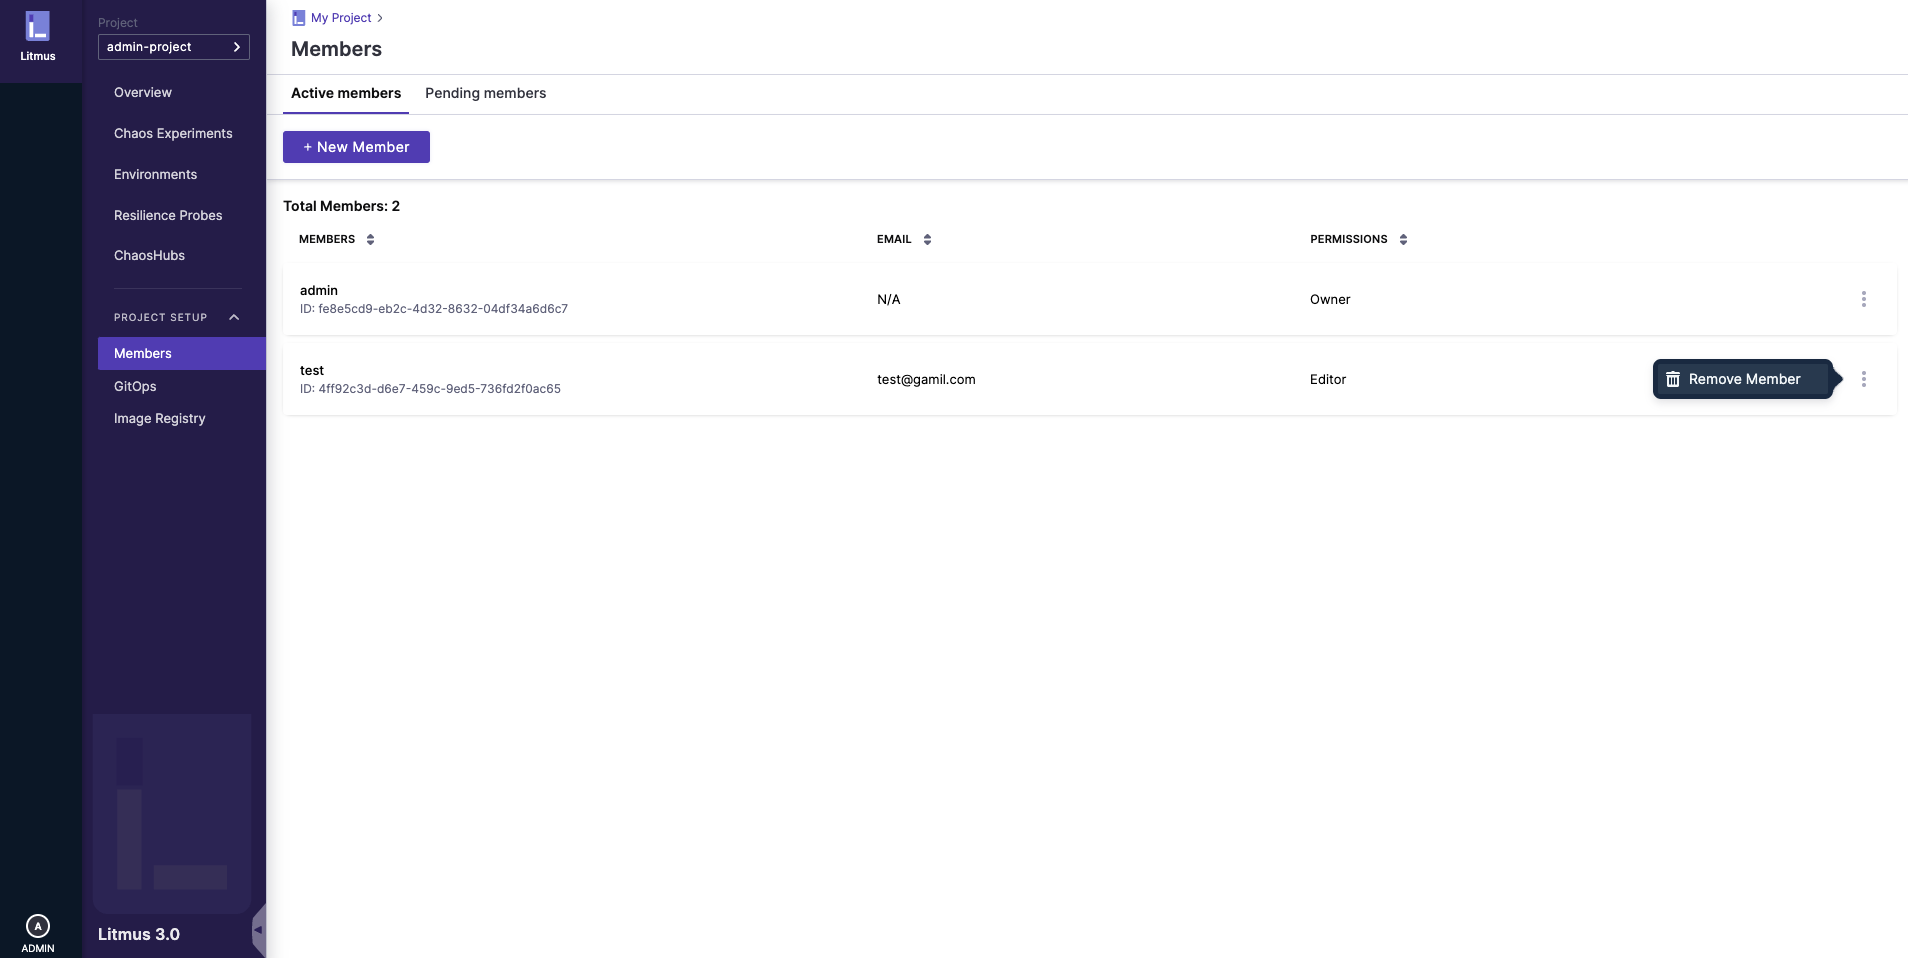 Litmus
Project
admin-project
Overview
Chaos Experiments
Environments
Resilience Probes
ChaosHubs
PROJECT SETUP
Members
GitOps
Image Registry
Litmus 3.0
A
ADMIN
My Project
Members
Active members
Pending members
+ New Member
Total Members: 2
MEMBERS
EMAIL
PERMISSIONS
admin
ID: fe8e5cd9-eb2c-4d32-8632-04df34a6d6c7
N/A
Owner
test
ID: 4ff92c3d-d6e7-459c-9ed5-736fd2f0ac65
test@gamil.com
Editor
Remove Member